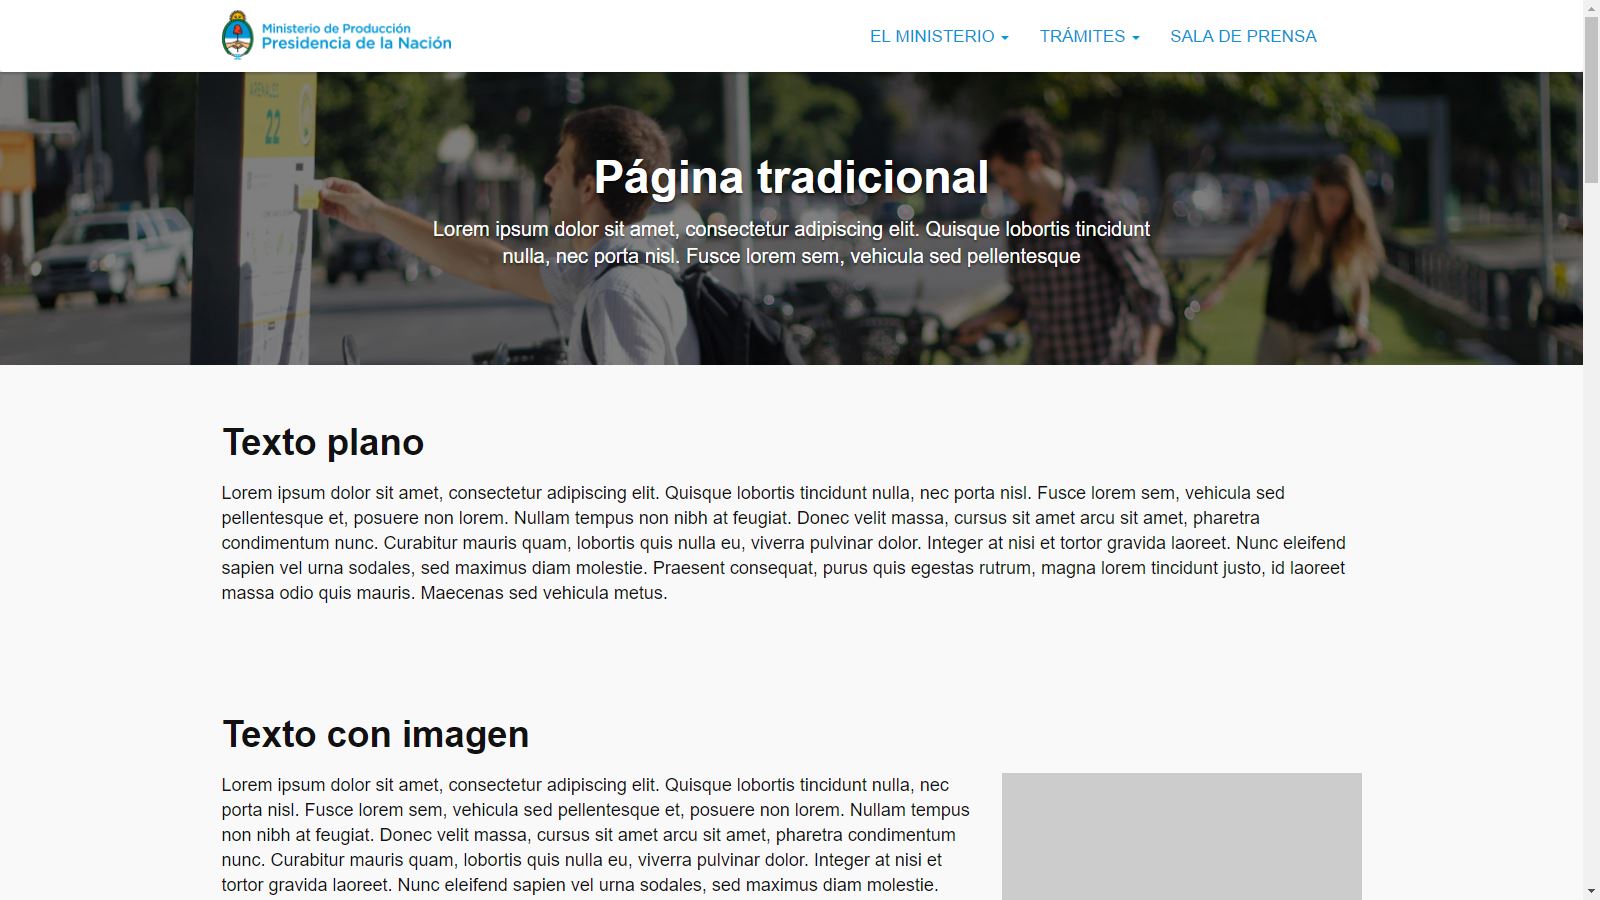 Ministerio de Producción
Presidencia de la Nación
EL MINISTERIO
TRÁMITES
SALA DE PRENSA
ARENALES
22
Página tradicional
Lorem ipsum dolor sit amet, consectetur adipiscing elit. Quisque lobortis tincidunt
nulla, nec porta nisl. Fusce lorem sem, vehicula sed pellentesque
Texto plano
Lorem ipsum dolor sit amet, consectetur adipiscing elit. Quisque lobortis tincidunt nulla, nec porta nisl. Fusce lorem sem, vehicula sed
pellentesque et, posuere non lorem. Nullam tempus non nibh at feugiat. Donec velit massa, cursus sit amet arcu sit amet, pharetra
condimentum nunc. Curabitur mauris quam, lobortis quis nulla eu, viverra pulvinar dolor. Integer at nisi et tortor gravida laoreet. Nunc eleifend
sapien vel urna sodales, sed maximus diam molestie. Praesent consequat, purus quis egestas rutrum, magna lorem tincidunt justo, id laoreet
massa odio quis mauris. Maecenas sed vehicula metus.
Texto con imagen
Lorem ipsum dolor sit amet, consectetur adipiscing elit. Quisque lobortis tincidunt nulla, nec
porta nisl. Fusce lorem sem, vehicula sed pellentesque et, posuere non lorem. Nullam tempus
non nibh at feugiat. Donec velit massa, cursus sit amet arcu sit amet, pharetra condimentum
nunc. Curabitur mauris quam, lobortis quis nulla eu, viverra pulvinar dolor. Integer at nisi et
tortor gravida laoreet. Nunc eleifend sapien vel urna sodales, sed maximus diam molestie.